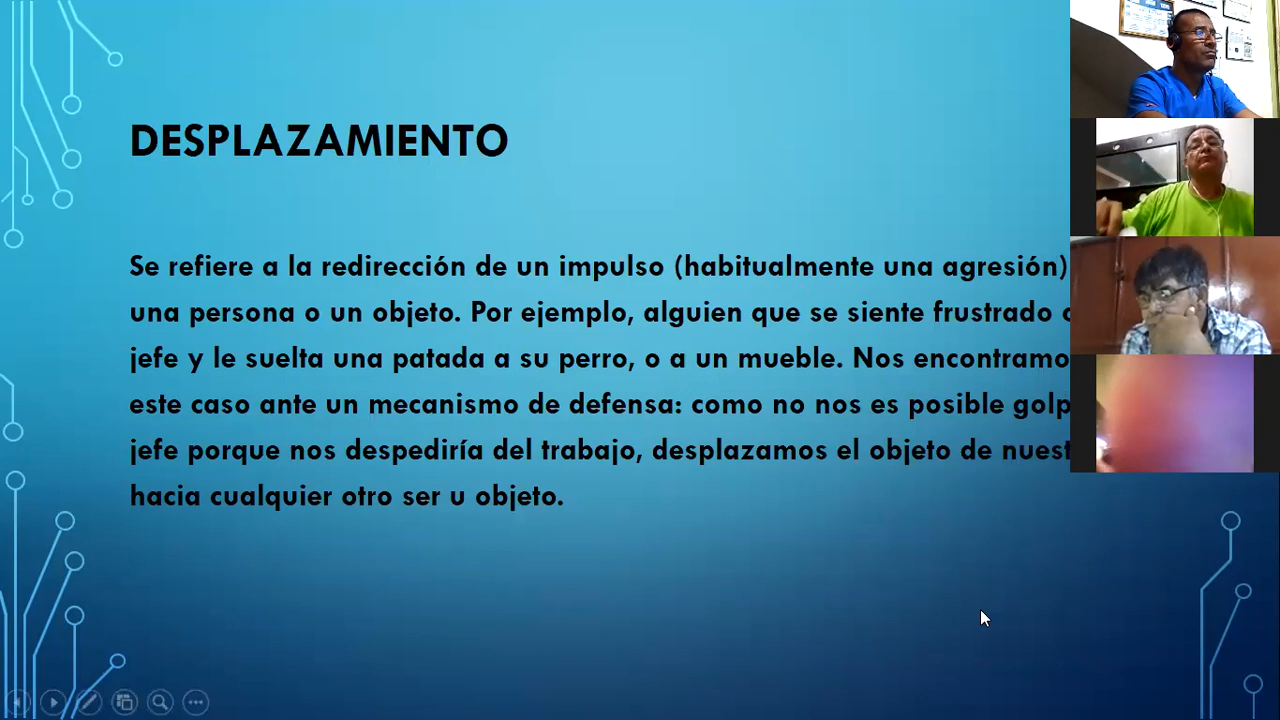 DESPLAZAMIENTO
Se refiere a la redirección de un impulso (habitualmente una agresión)
una persona o un objeto. Por ejemplo, alguien que se siente frustrado
jefe y le suelta una patada a su perro, o a un mueble. Nos
este caso ante un mecanismo de defensa: como no nos es posible
jefe porque nos despediría del trabajo, desplazamos el objeto de
hacia cualquier otro ser u objeto.